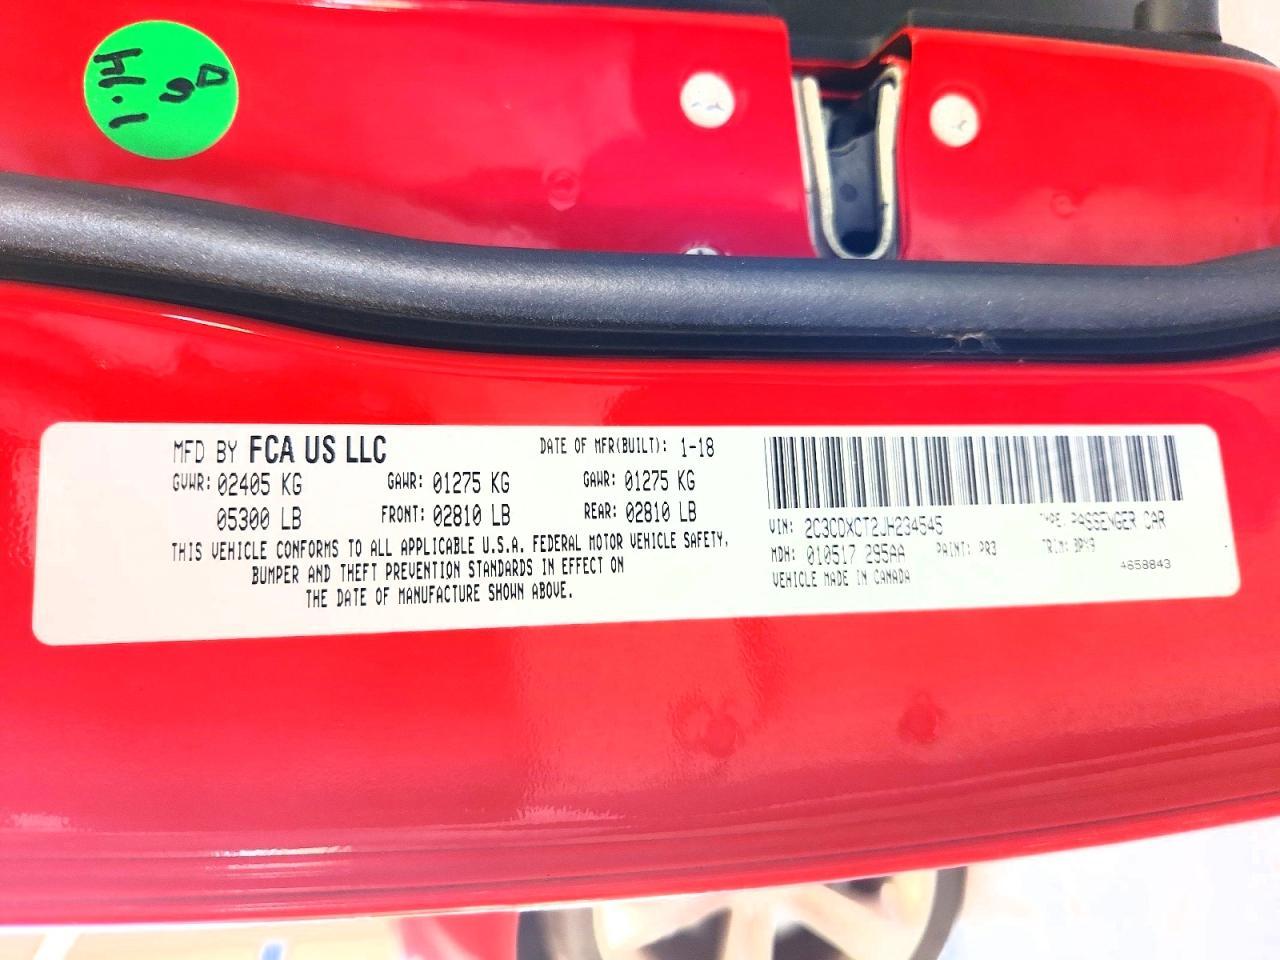 MFD BY FCA US LLC DATE OF MFR(BUILT): 1-18
GVWR: 02405 KG GAWR: 01275 KG GAWR: 01275 KG
05300 LB FRONT: 02810 LB REAR: 02810 LB
THIS VEHICLE CONFORMS TO ALL APPLICABLE U.S.A. FEDERAL MOTOR VEHICLE SAFETY,
BUMPER AND THEFT PREVENTION STANDARDS IN EFFECT ON
THE DATE OF MANUFACTURE SHOWN ABOVE.
VIN: 2C3CDXCT2JH234545 TYPE: PASSENGER CAR
MDH: 010517 295AA PAINT: PR3 TRIM:
VEHICLE MADE IN CANADA 4658843